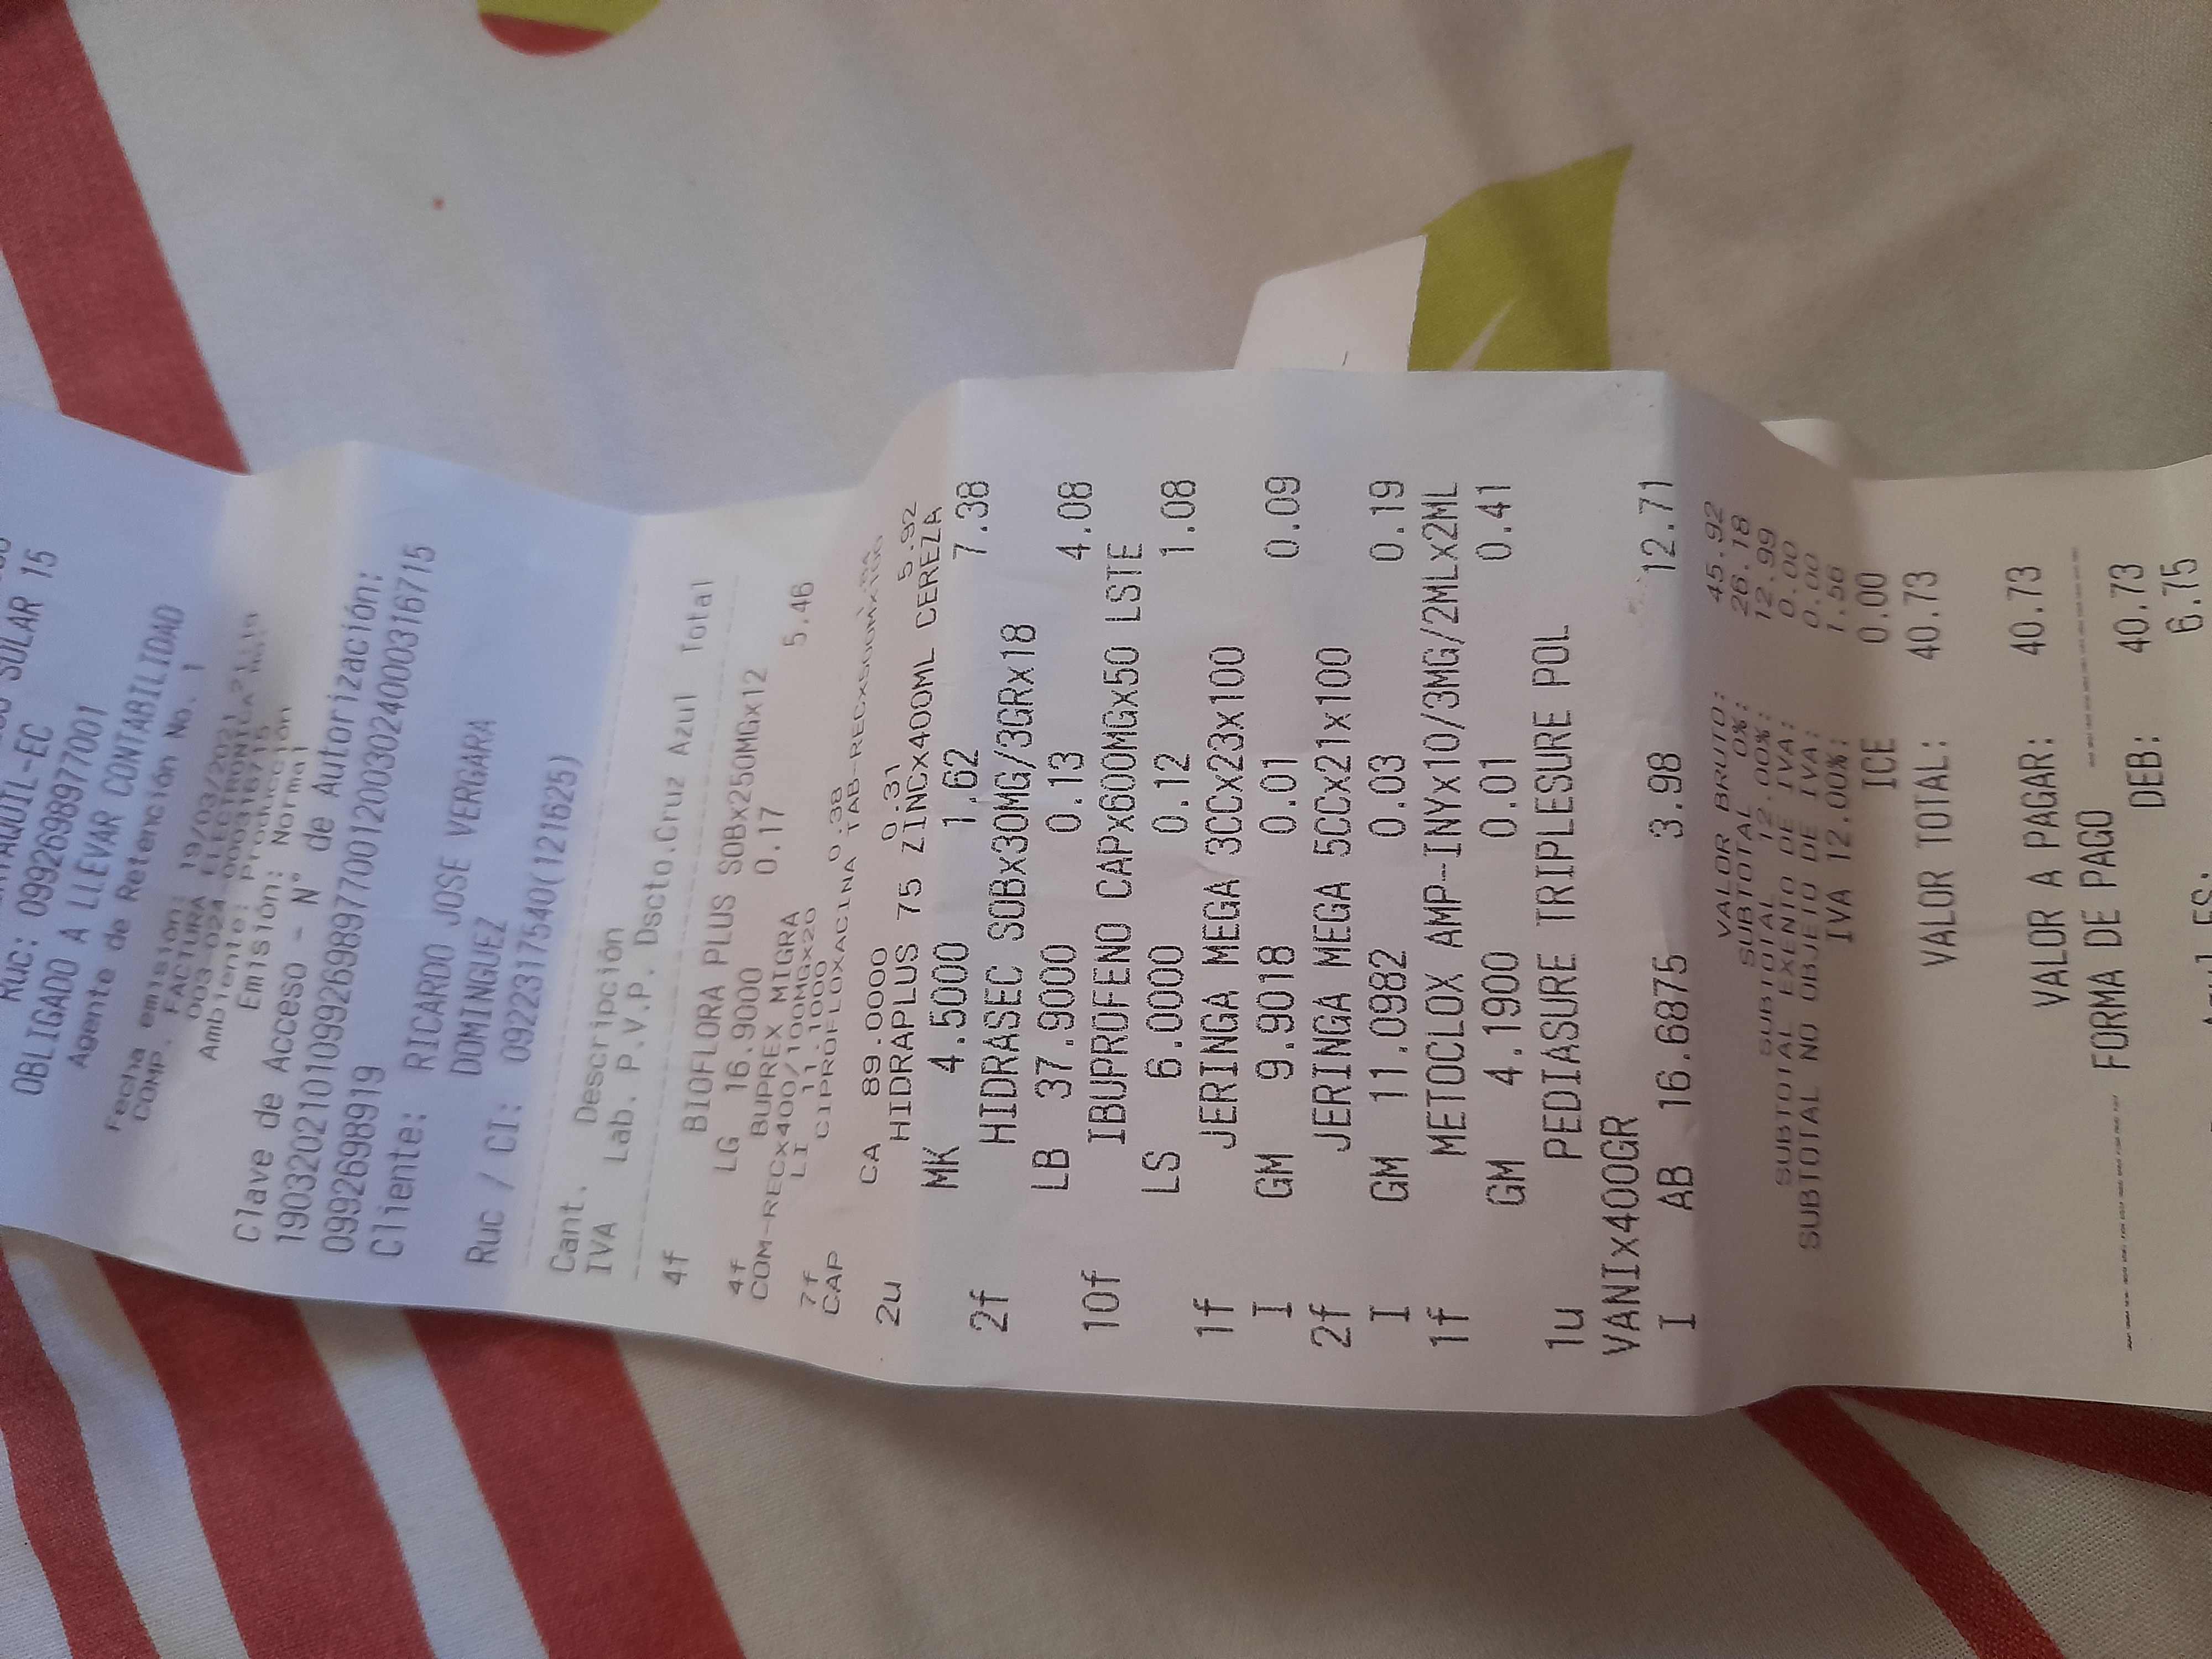 SOLAR 15
Ruc: 0992698977001
OBLIGADO A LLEVAR CONTABILIDAD
Agente de Retención No. 1
Fecha emisión: 19/03/2021 21:19
COMP. FACTURA ELECTRONICA No:
003-024-000316715
Ambiente: Producción
Emisión: Normal
Clave de Acceso - N° de Autorización:
190320210109926989770012003024000316715
0992698919
Cliente: RICARDO JOSE VERGARA
DOMINGUEZ
Ruc / CI: 0922317540(121625)
Cant. Descripción
IVA Lab. P.V.P. Dscto.Cruz Azul Total
4f BIOFLORA PLUS SOBx250MGx12
LG 16.9000 0.17 5.46
4f BUPREX MIGRA
COM-RECx400/100MGx20
LI 11.1000 0.38
7f CIPROFLOXACINA TAB-RECx500Mx100
CAP
CA 89.0000 0.31 5.92
2u HIDRAPLUS 75 ZINCx400ML CEREZA
MK 4.5000 1.62 7.38
2f HIDRASEC SOBx30MG/3GRx18
LB 37.9000 0.13 4.08
10f IBUPROFENO CAPx600MGx50 LSTE
LS 6.0000 0.12 1.08
1f JERINGA MEGA 3CCx23x100
I GM 9.9018 0.01 0.09
2f JERINGA MEGA 5CCx21x100
I GM 11.0982 0.03 0.19
1f METOCLOX AMP-INYx10/3MG/2MLx2ML
GM 4.1900 0.01 0.41
1u PEDIASURE TRIPLESURE POL
VANIx400GR
I AB 16.6875 3.98 12.71
VALOR BRUTO: 45.92
SUBTOTAL 0%: 26.18
SUBTOTAL 12.00%: 12.99
SUBTOTAL EXENTO DE IVA: 0.00
SUBTOTAL NO OBJETO DE IVA: 0.00
IVA 12.00%: 1.56
ICE 0.00
VALOR TOTAL: 40.73
VALOR A PAGAR: 40.73
FORMA DE PAGO
DEB: 40.73
6.75